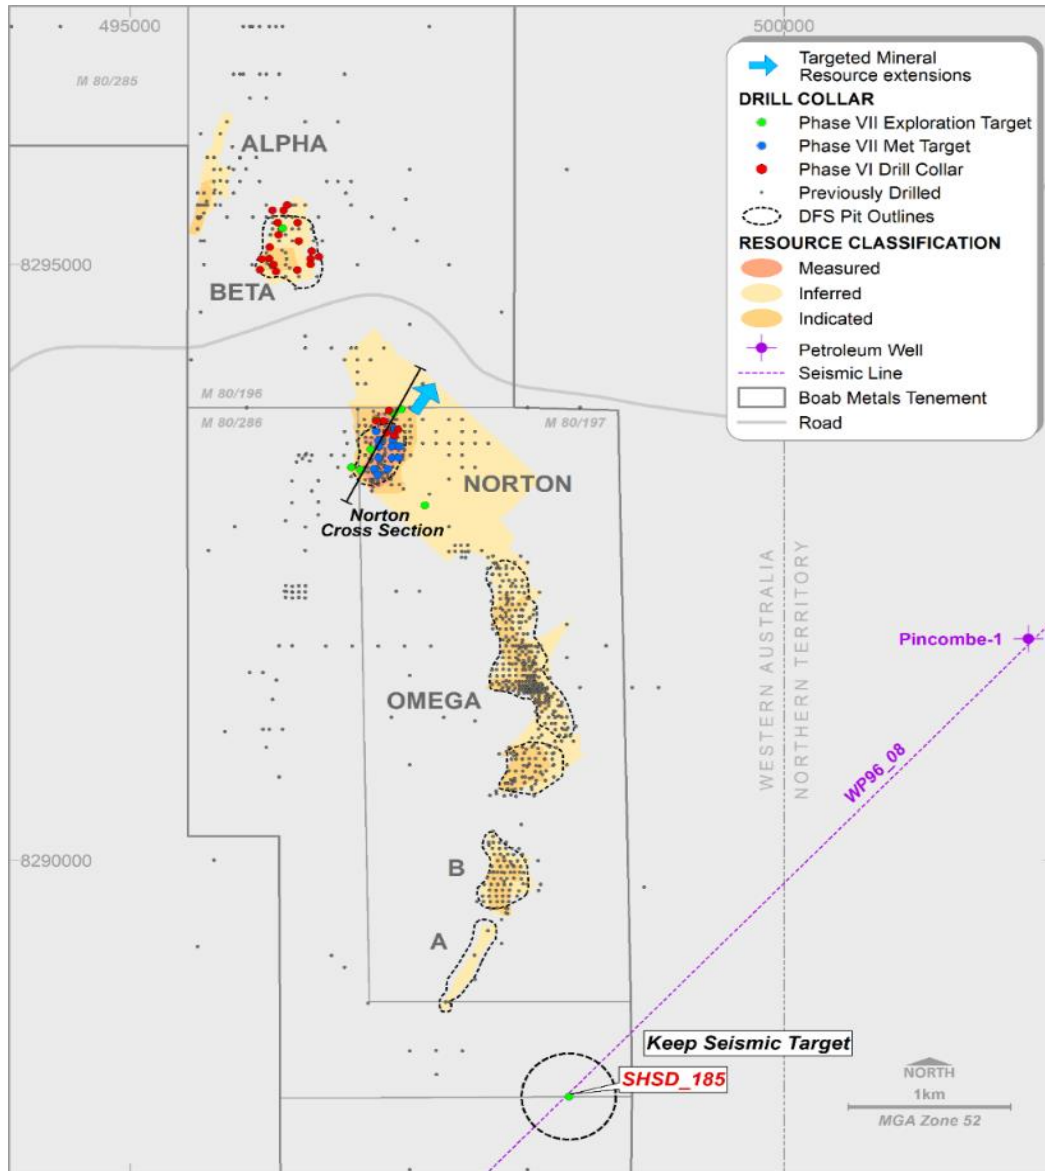 495000
500000
M 80/285
ALPHA
8295000
BETA
M 80/196
M 80/286
M 80/197
NORTON
Norton
Cross Section
WESTERN AUSTRALIA
NORTHERN TERRITORY
Pincombe-1
OMEGA
WP96_08
8290000
B
A
Keep Seismic Target
SHSD_185
NORTH
1km
MGA Zone 52
Targeted Mineral
Resource extensions
DRILL COLLAR
Phase VII Exploration Target
Phase VII Met Target
Phase VI Drill Collar
Previously Drilled
DFS Pit Outlines
RESOURCE CLASSIFICATION
Measured
Inferred
Indicated
Petroleum Well
Seismic Line
Boab Metals Tenement
Road